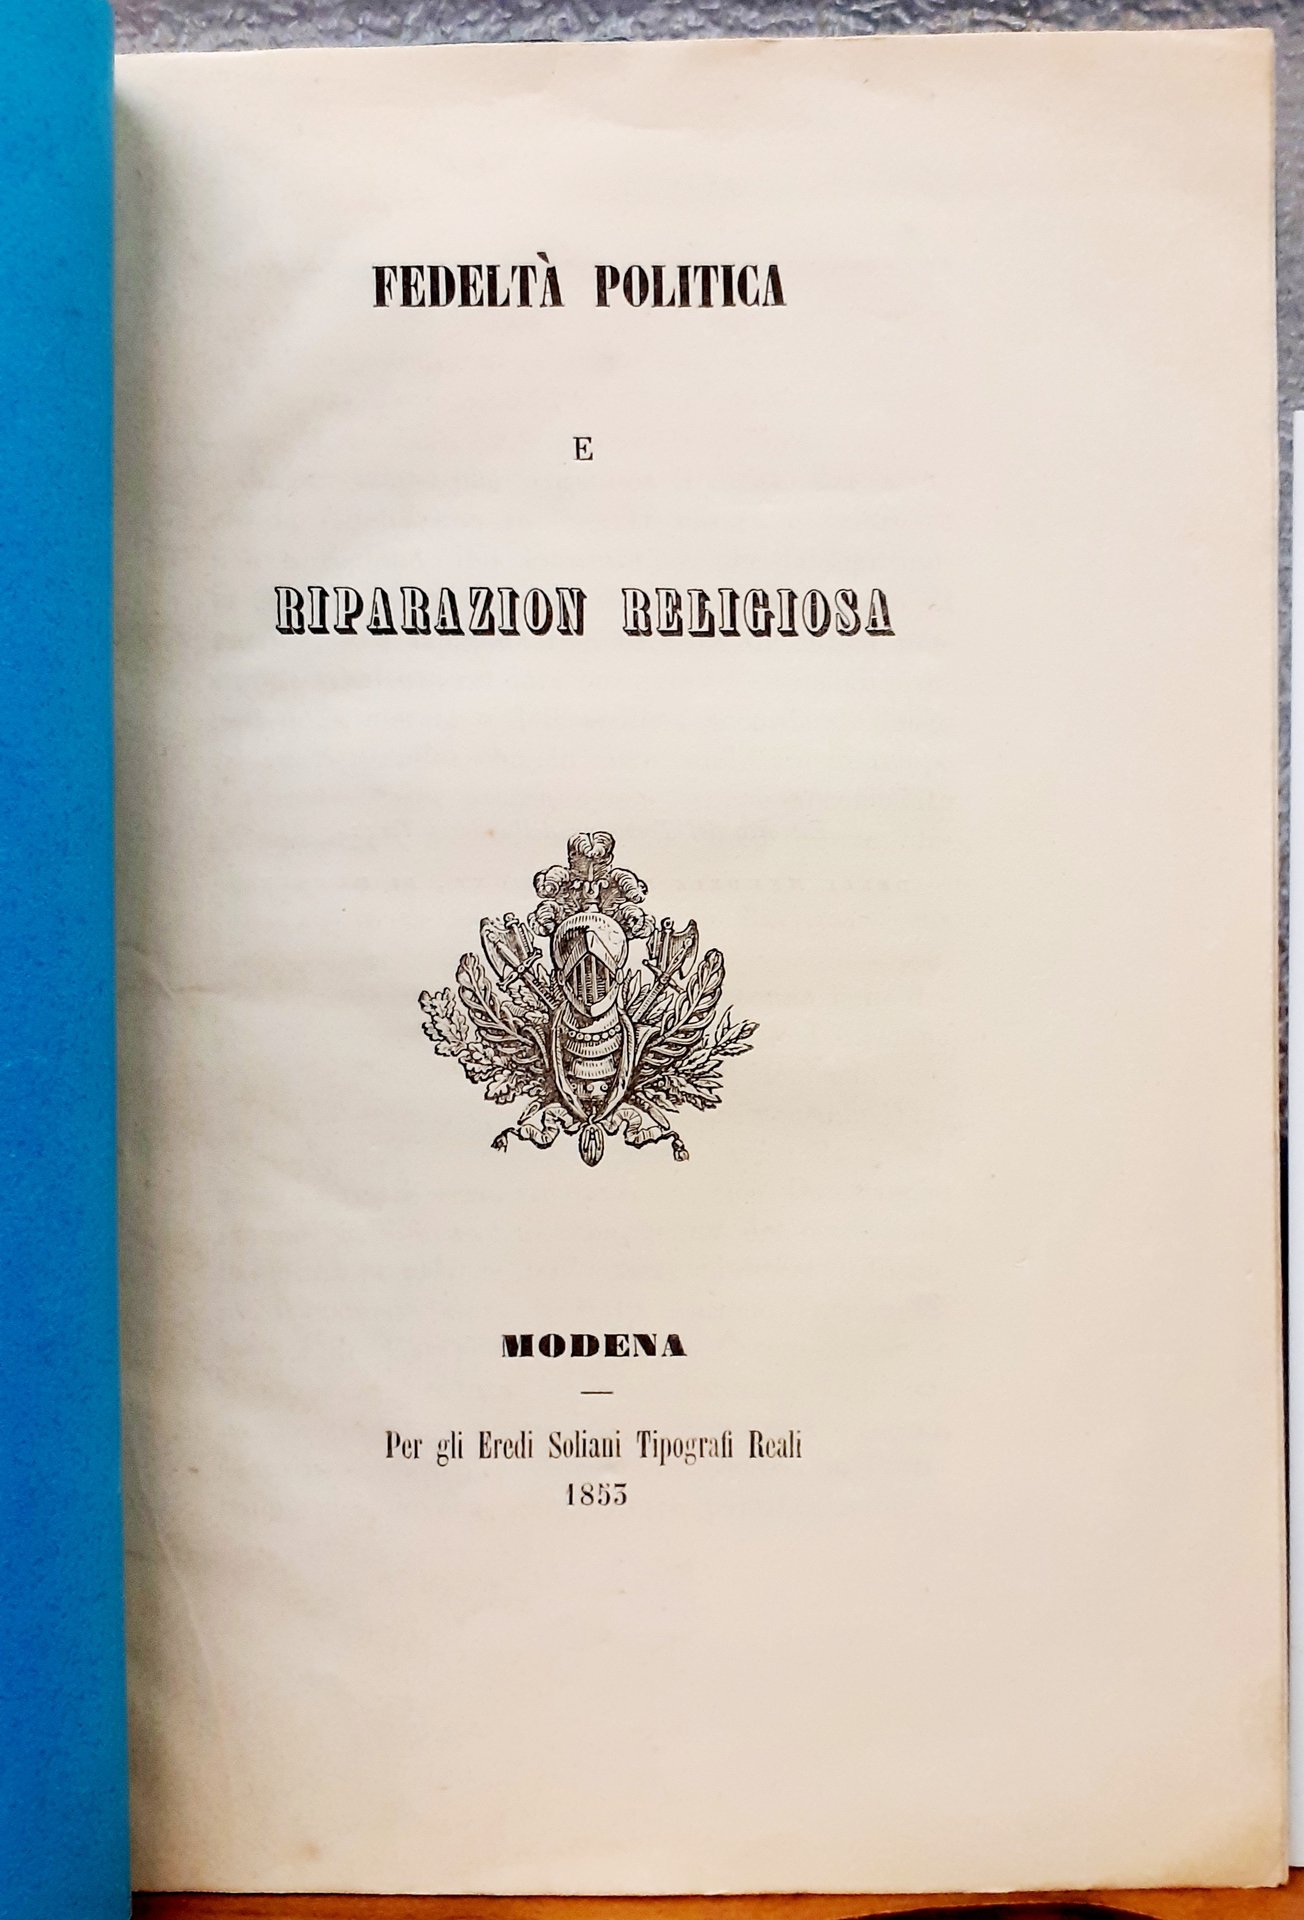 FEDELTÀ POLITICA
E
RIPARAZION RELIGIOSA
MODENA
Per gli Eredi Soliani Tipografi Reali
1853